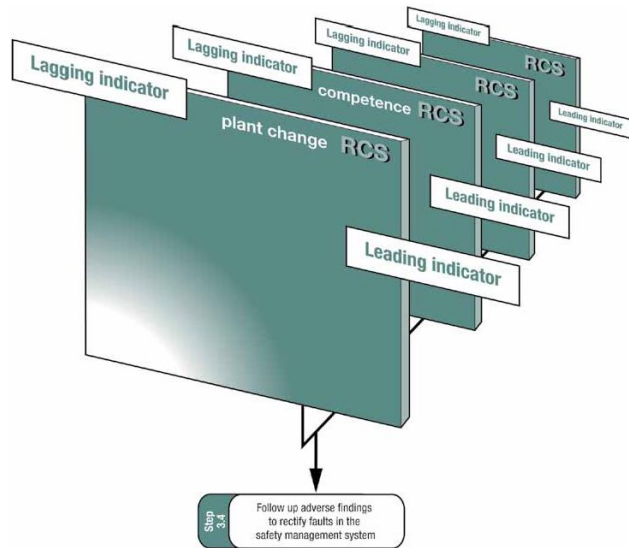 Lagging indicator
RCS
Lagging indicator
RCS
Leading indicator
Lagging indicator
competence RCS
Leading indicator
Lagging indicator
plant change RCS
Leading indicator
Leading indicator
Step
3.4
Follow up adverse findings
to rectify faults in the
safety management system